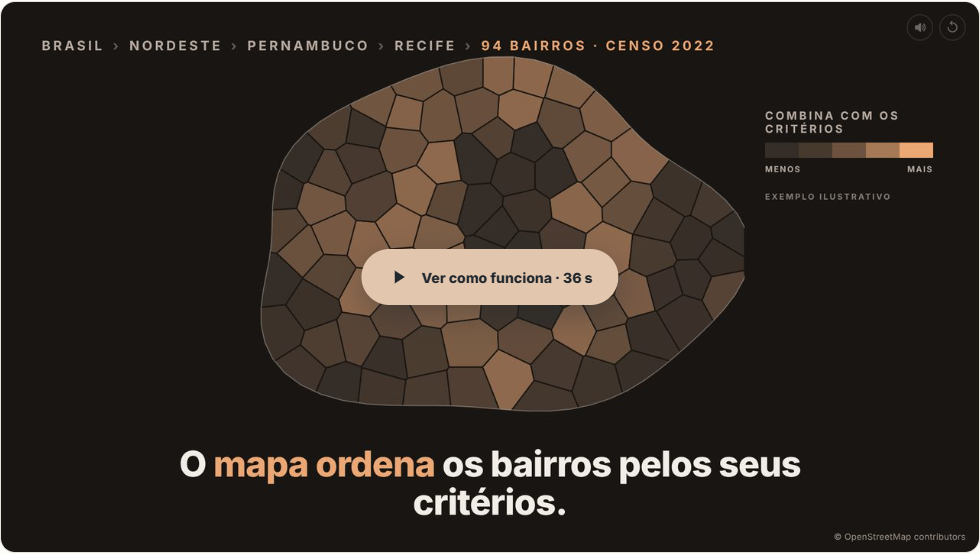 BRASIL › NORDESTE › PERNAMBUCO › RECIFE › 94 BAIRROS · CENSO 2022
COMBINA COM OS
CRITÉRIOS
MENOS MAIS
EXEMPLO ILUSTRATIVO
Ver como funciona · 36 s
O mapa ordena os bairros pelos seus
critérios.
© OpenStreetMap contributors